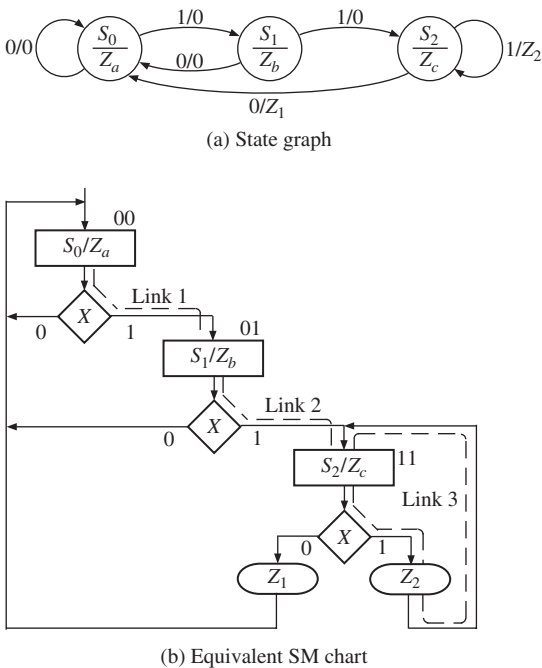 1/0 1/0
0/0 S0 Za S1 Zb S2 Zc 1/Z2
0/0
0/Z1
(a) State graph
00
S0/Za
Link 1
0 X 1
01
S1/Zb
Link 2
0 X 1
S2/Zc 11
Link 3
0 X 1
Z1 Z2
(b) Equivalent SM chart